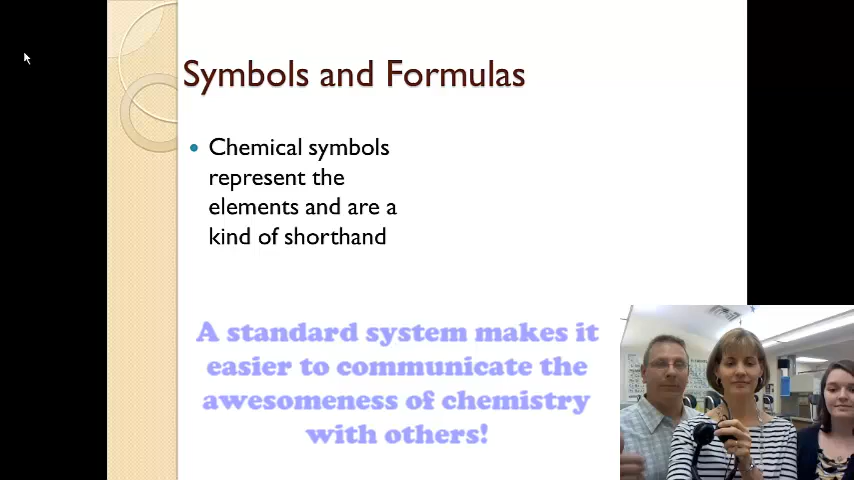 Symbols and Formulas
Chemical symbols
represent the
elements and are a
kind of shorthand
A standard system makes it
easier to communicate the
awesomeness of chemistry
with others!